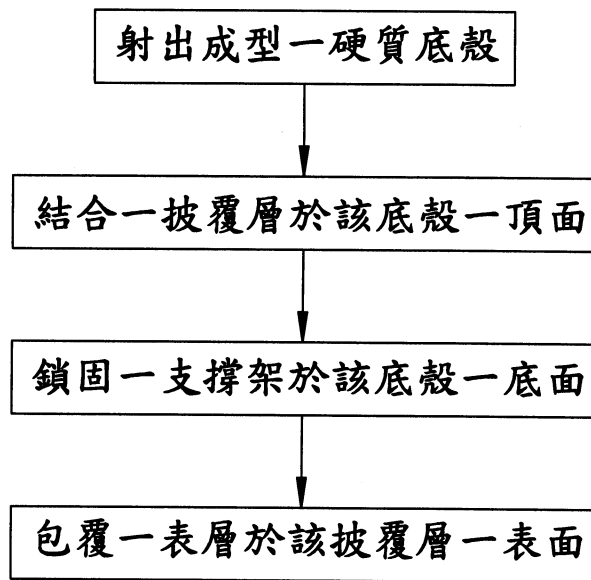 射出成型一硬質底殼
結合一披覆層於該底殼一頂面
鎖固一支撐架於該底殼一底面
包覆一表層於該披覆層一表面